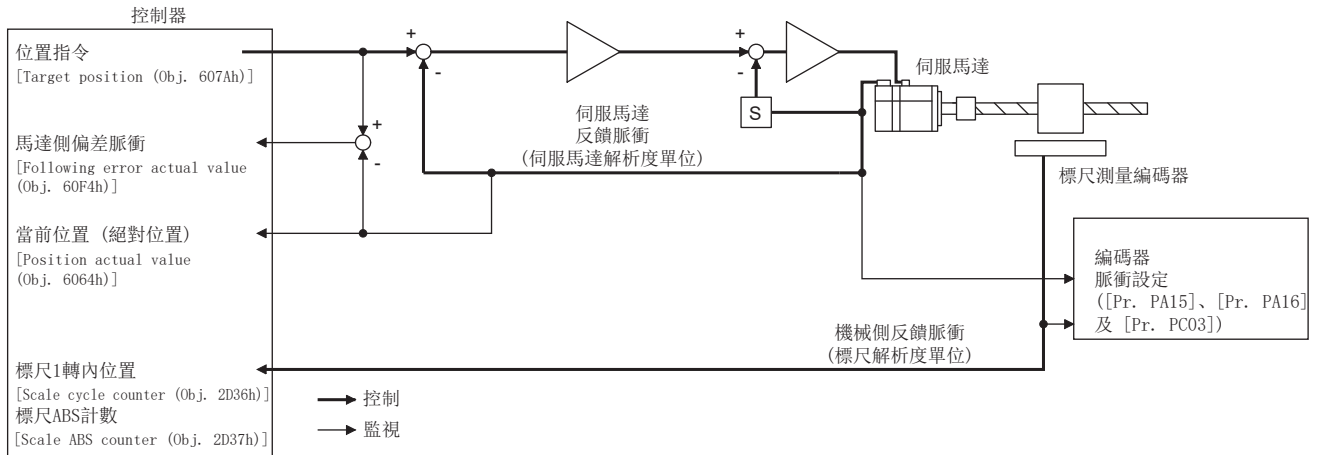 控制器
位置指令
[Target position (Obj. 607Ah)]
馬達側偏差脈衝
[Following error actual value
(Obj. 60F4h)]
當前位置 (絕對位置)
[Position actual value
(Obj. 6064h)]
標尺1轉內位置
[Scale cycle counter (Obj. 2D36h)]
標尺ABS計數
[Scale ABS counter (Obj. 2D37h)]
+
-
+
-
+
-
S
伺服馬達
反饋脈衝
(伺服馬達解析度單位)
伺服馬達
標尺測量編碼器
編碼器
脈衝設定
([Pr. PA15]、[Pr. PA16]
及 [Pr. PC03])
機械側反饋脈衝
(標尺解析度單位)
控制
監視